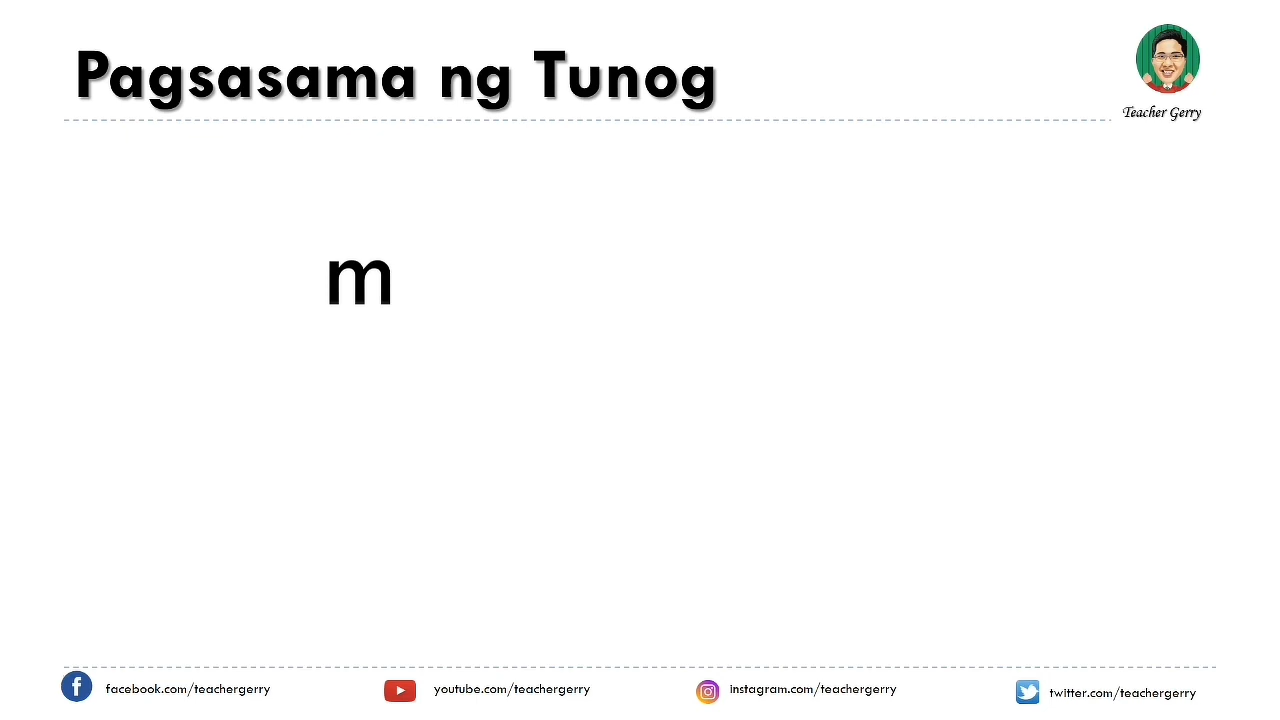 Pagsasama ng Tunog
Teacher Gerry
m
facebook.com/teachergerry
youtube.com/teachergerry
instagram.com/teachergerry
twitter.com/teachergerry